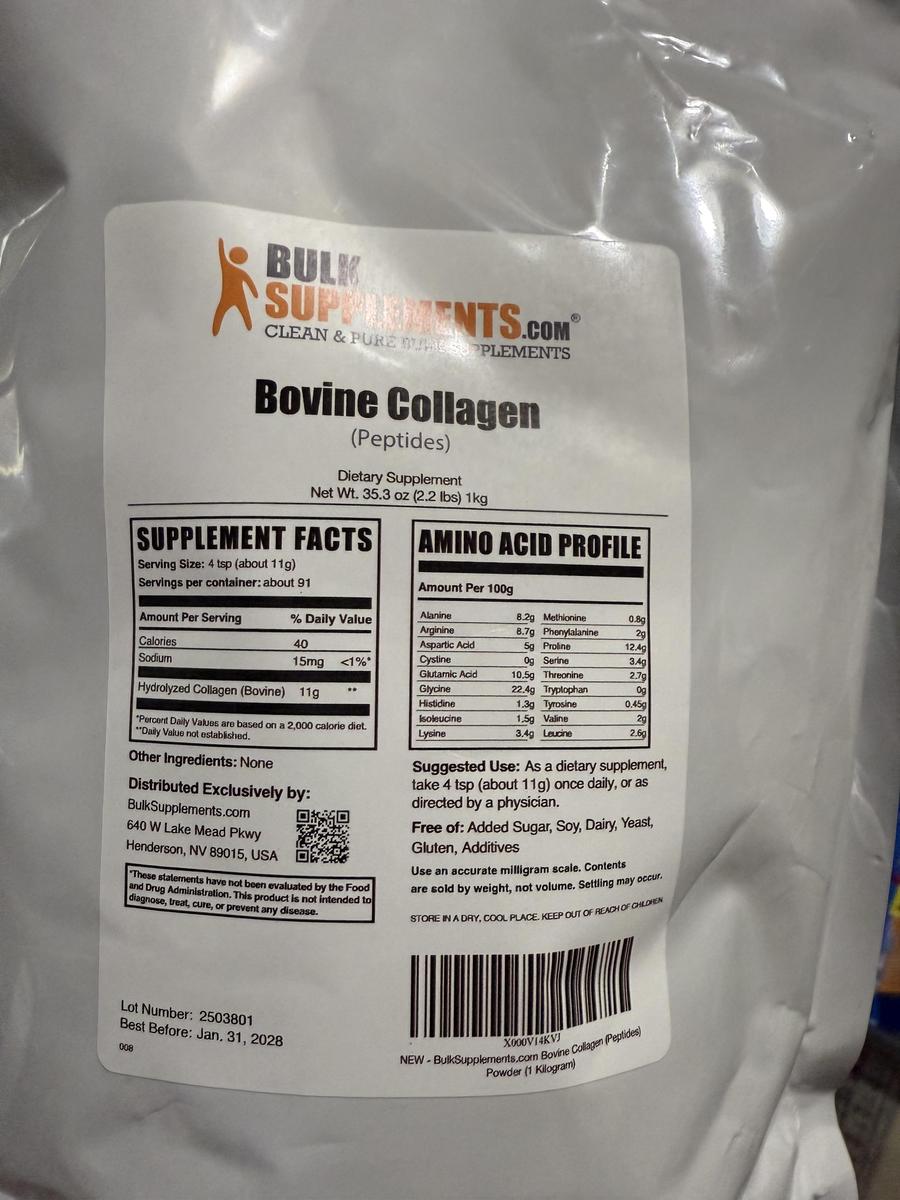 BULK
SUPPLEMENTS.COM®
CLEAN & PURE BULK SUPPLEMENTS
Bovine Collagen
(Peptides)
Dietary Supplement
Net Wt. 35.3 oz (2.2 lbs) 1kg
SUPPLEMENT FACTS
Serving Size: 4 tsp (about 11g)
Servings per container: about 91
Amount Per Serving % Daily Value
Calories 40
Sodium 15mg <1%*
Hydrolyzed Collagen (Bovine) 11g **
*Percent Daily Values are based on a 2,000 calorie diet.
**Daily Value not established.
Other Ingredients: None
Distributed Exclusively by:
BulkSupplements.com
640 W Lake Mead Pkwy
Henderson, NV 89015, USA
*These statements have not been evaluated by the Food
and Drug Administration. This product is not intended to
diagnose, treat, cure, or prevent any disease.
Lot Number: 2503801
Best Before: Jan. 31, 2028
008
AMINO ACID PROFILE
Amount Per 100g
Alanine 8.2g Methionine 0.8g
Arginine 8.7g Phenylalanine 2g
Aspartic Acid 5g Proline 12.4g
Cystine 0g Serine 3.4g
Glutamic Acid 10.5g Threonine 2.7g
Glycine 22.4g Tryptophan 0g
Histidine 1.3g Tyrosine 0.45g
Isoleucine 1.5g Valine 2g
Lysine 3.4g Leucine 2.6g
Suggested Use: As a dietary supplement,
take 4 tsp (about 11g) once daily, or as
directed by a physician.
Free of: Added Sugar, Soy, Dairy, Yeast,
Gluten, Additives
Use an accurate milligram scale. Contents
are sold by weight, not volume. Settling may occur.
STORE IN A DRY, COOL PLACE. KEEP OUT OF REACH OF CHILDREN
X000V14KVJ
NEW - BulkSupplements.com Bovine Collagen (Peptides)
Powder (1 Kilogram)